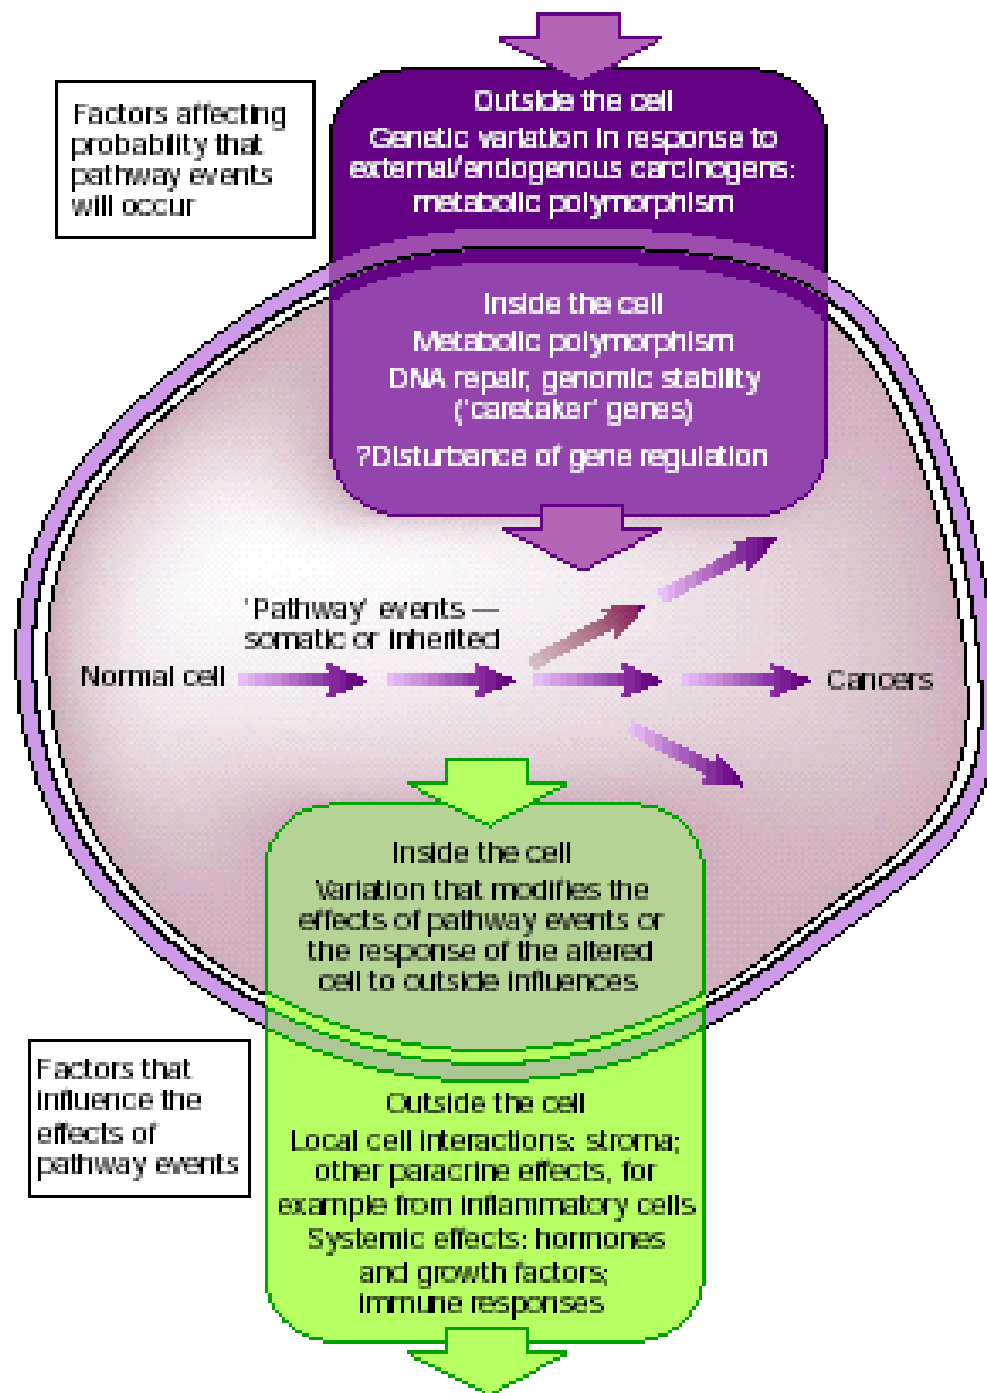 Factors affecting
probability that
pathway events
will occur
Outside the cell
Genetic variation in response to
external/endogenous carcinogens:
metabolic polymorphism
Inside the cell
Metabolic polymorphism
DNA repair, genomic stability
('caretaker' genes)
?Disturbance of gene regulation
'Pathway' events —
somatic or inherited
Normal cell
Cancers
Inside the cell
Variation that modifies the
effects of pathway events or
the response of the altered
cell to outside influences
Factors that
influence the
effects of
pathway events
Outside the cell
Local cell interactions: stroma;
other paracrine effects, for
example from inflammatory cells
Systemic effects: hormones
and growth factors;
immune responses